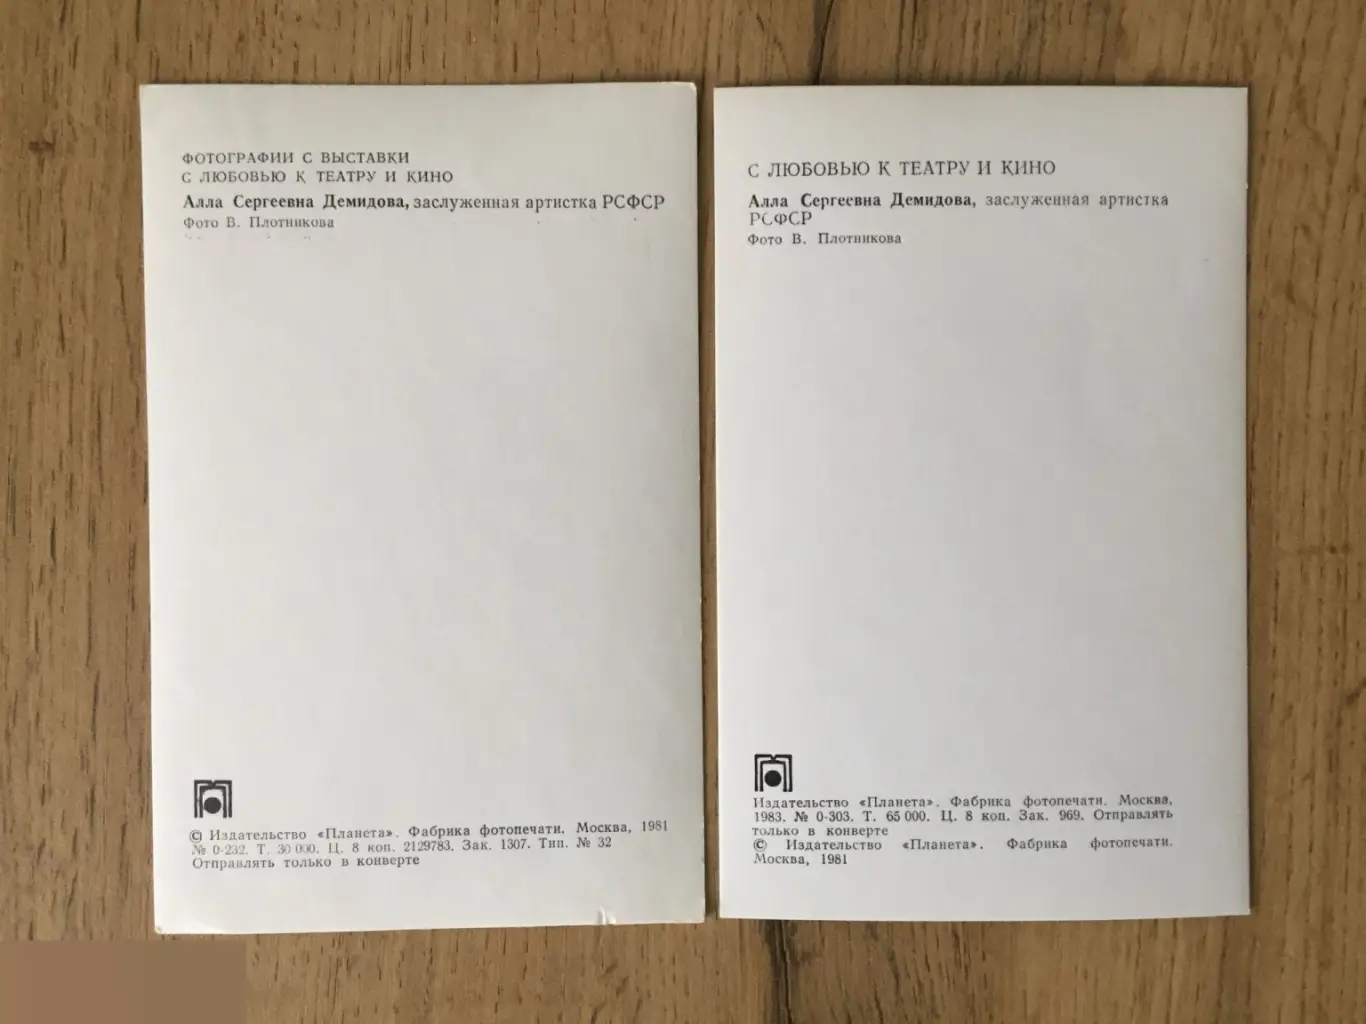 ФОТОГРАФИИ С ВЫСТАВКИ
С ЛЮБОВЬЮ К ТЕАТРУ И КИНО
Алла Сергеевна Демидова, заслуженная артистка РСФСР
Фото В. Плотникова
© Издательство «Планета». Фабрика фотопечати. Москва, 1981
№ 0-232. Т. 30 000. Ц. 8 коп. 2129783. Зак. 1307. Тип. № 32
Отправлять только в конверте
С ЛЮБОВЬЮ К ТЕАТРУ И КИНО
Алла Сергеевна Демидова, заслуженная артистка
РСФСР
Фото В. Плотникова
Издательство «Планета». Фабрика фотопечати. Москва,
1983. № 0-303. Т. 65 000. Ц. 8 коп. Зак. 969. Отправлять
только в конверте
© Издательство «Планета». Фабрика фотопечати.
Москва, 1981